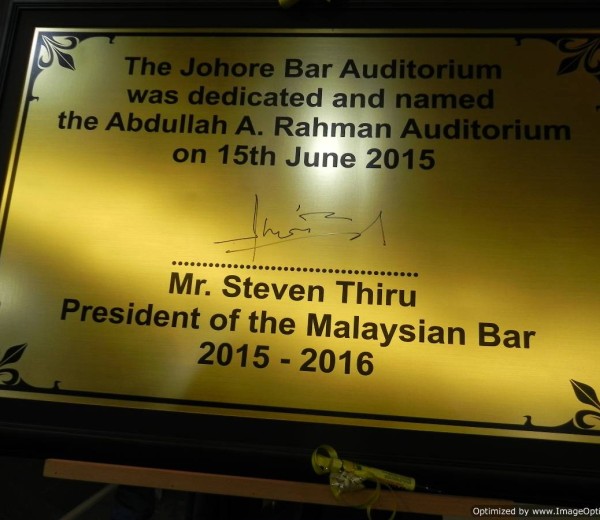 The Johore Bar Auditorium
was dedicated and named
the Abdullah A. Rahman Auditorium
on 15th June 2015
Mr. Steven Thiru
President of the Malaysian Bar
2015 - 2016
Optimized by www.ImageOpti